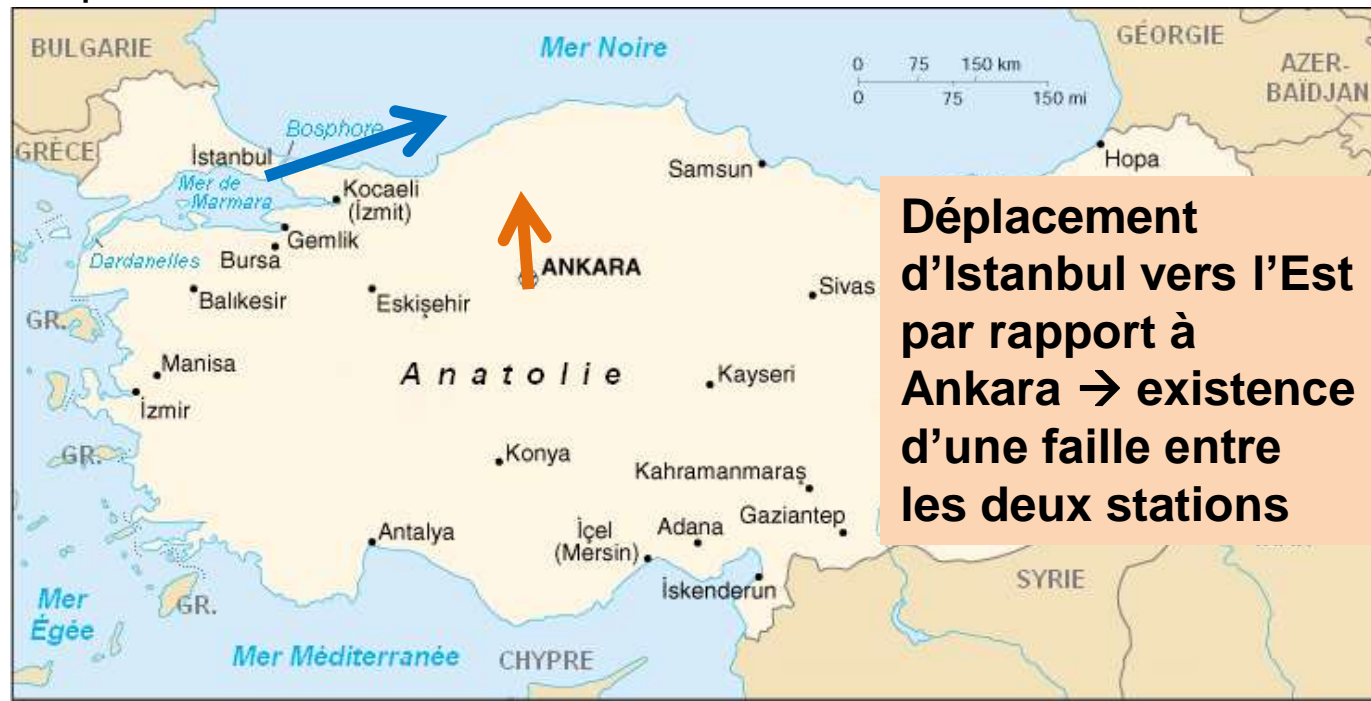 BULGARIE
Mer Noire
GÉORGIE
0 75 150 km
0 75 150 mi
AZER-
BAÏDJAN
Bosphore
GRÈCE
İstanbul
Samsun
Hopa
Mer de
Marmara
Kocaeli
(İzmit)
Gemlik
Dardanelles
Bursa
ANKARA
Balıkesir
Eskişehir
Sivas
GR.
Manisa
Anatolie
Kayseri
İzmir
GR.
Konya
Kahramanmaraş
Gaziantep
Antalya
İçel
(Mersin)
Adana
İskenderun
SYRIE
Mer
Égée
GR.
Mer Méditerranée
CHYPRE
Déplacement
d’Istanbul vers l’Est
par rapport à
Ankara → existence
d’une faille entre
les deux stations